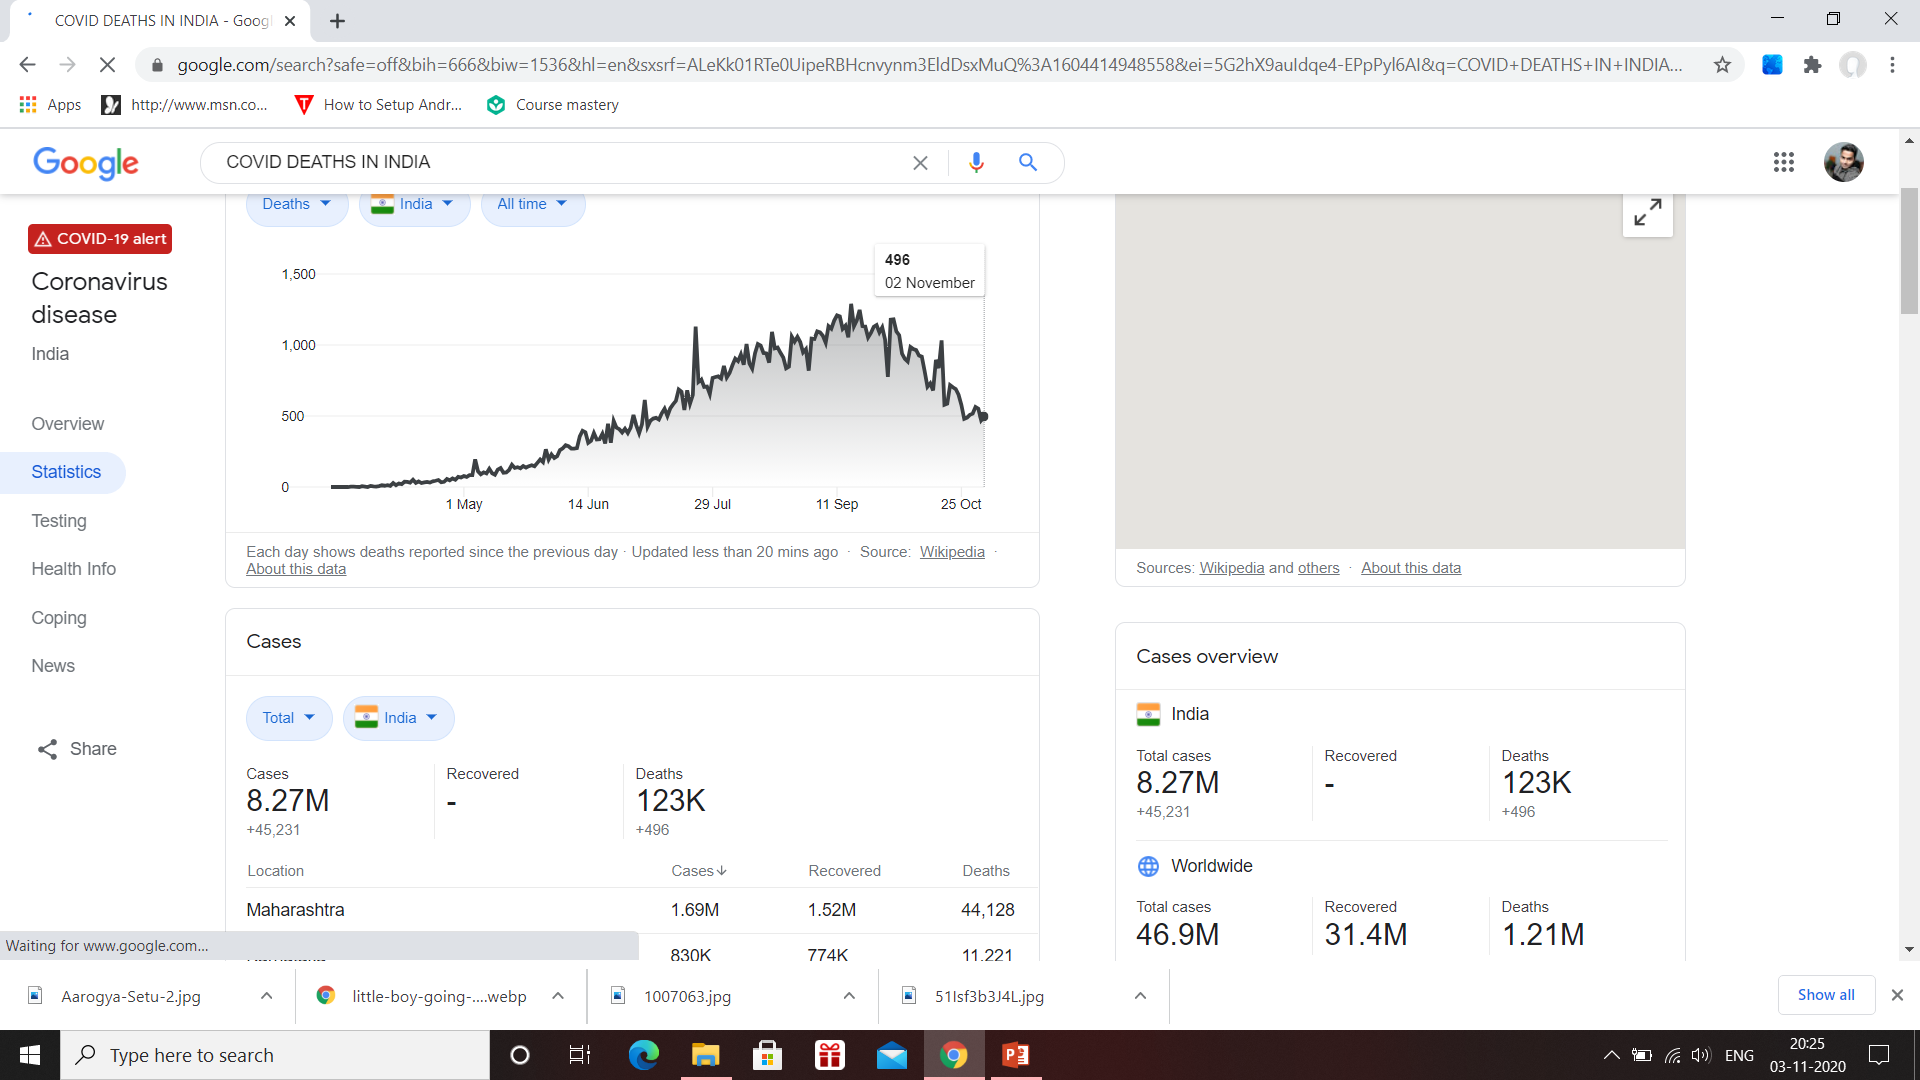 COVID DEATHS IN INDIA - Goog
google.com/search?safe=off&bih=666&biw=1536&hl=en&sxsrf=ALeKk01RTe0UipeRBHcnvynm3EldDsxMuQ%3A1604414948558&ei=5G2hX9auIdqe4-EPpPyl6AI&q=COVID+DEATHS+IN+INDIA...
Apps
http://www.msn.co...
How to Setup Andr...
Course mastery
Google
COVID DEATHS IN INDIA
Deaths
India
All time
COVID-19 alert
Coronavirus
disease
India
Overview
Statistics
Testing
Health Info
Coping
News
Share
496
02 November
1,500
1,000
500
0
1 May
14 Jun
29 Jul
11 Sep
25 Oct
Each day shows deaths reported since the previous day · Updated less than 20 mins ago · Source: Wikipedia ·
About this data
Sources: Wikipedia and others · About this data
Cases
Total
India
Cases
Recovered
Deaths
8.27M
-
123K
+45,231
+496
Location Cases Recovered Deaths
Maharashtra 1.69M 1.52M 44,128
830K 774K 11,221
Cases overview
India
Total cases
Recovered
Deaths
8.27M
-
123K
+45,231
+496
Worldwide
Total cases
Recovered
Deaths
46.9M
31.4M
1.21M
Waiting for www.google.com...
Aarogya-Setu-2.jpg
little-boy-going-....webp
1007063.jpg
51lsf3b3J4L.jpg
Show all
Type here to search
ENG
20:25
03-11-2020